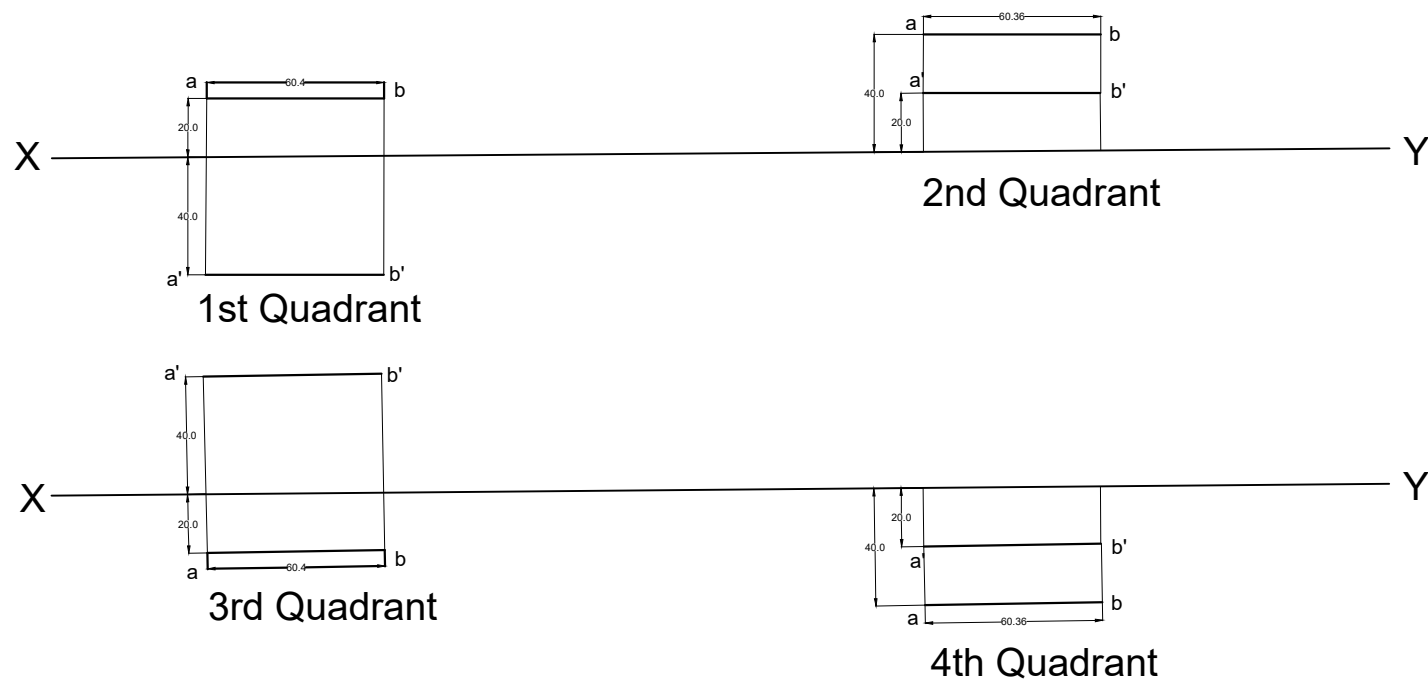 a 60.4 b
20.0
X Y
40.0
a' b'
1st Quadrant
a 60.36 b
40.0 a' b'
20.0
2nd Quadrant
a' b'
40.0
X Y
20.0
a 60.4 b
3rd Quadrant
20.0
40.0 a' b'
a 60.36 b
4th Quadrant